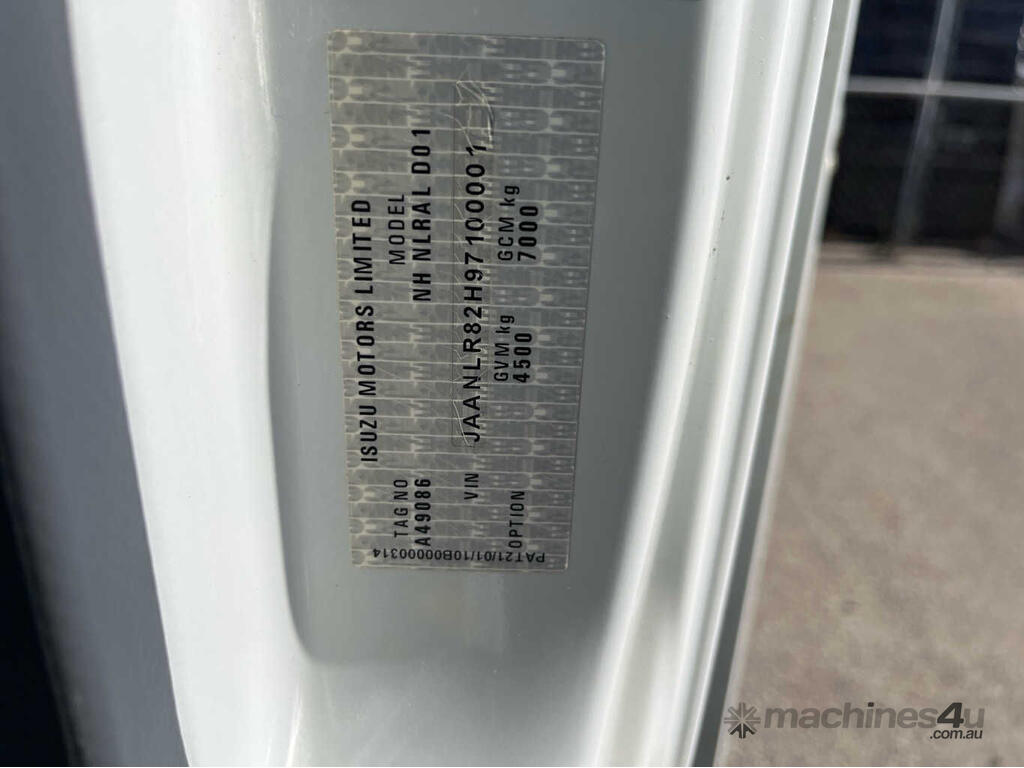 ISUZU MOTORS LIMITED
TAG NO MODEL
A49086 NH NLRAL D01
VIN JAANLR82H97100001
GVM kg GCM kg
4500 7000
OPTION
PAT21/01/10B00000314
machines4u
.com.au